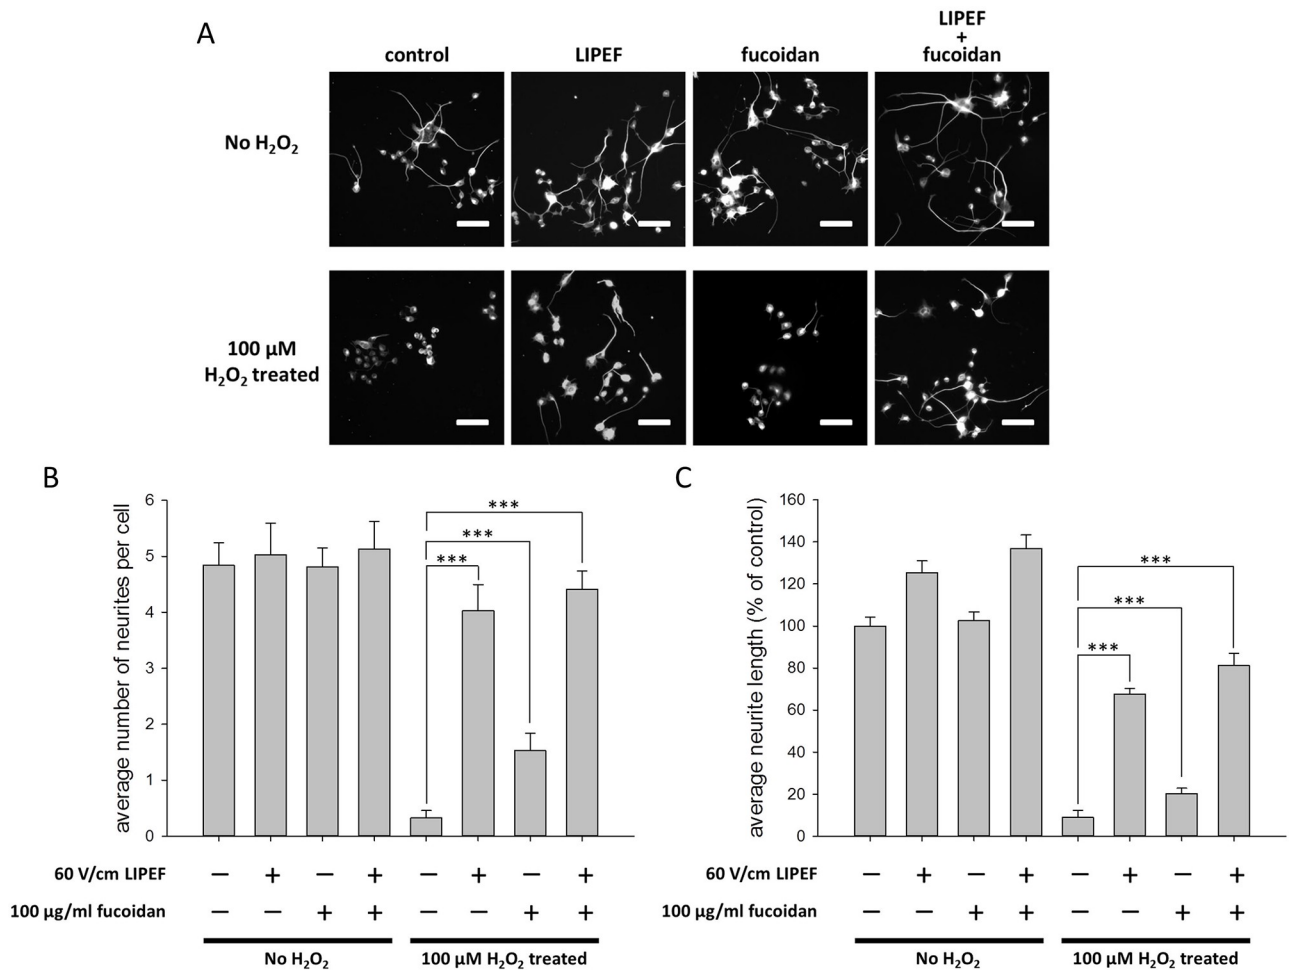 A
control
LIPEF
fucoidan
LIPEF
+
fucoidan
No H₂O₂
100 µM
H₂O₂ treated
B
average number of neurites per cell
6
5
4
3
2
1
0
***
***
***
60 V/cm LIPEF
− + − + − + − +
100 µg/ml fucoidan
− − + + − − + +
No H₂O₂
100 µM H₂O₂ treated
C
average neurite length (% of control)
160
140
120
100
80
60
40
20
0
***
***
***
60 V/cm LIPEF
− + − + − + − +
100 µg/ml fucoidan
− − + + − − + +
No H₂O₂
100 µM H₂O₂ treated